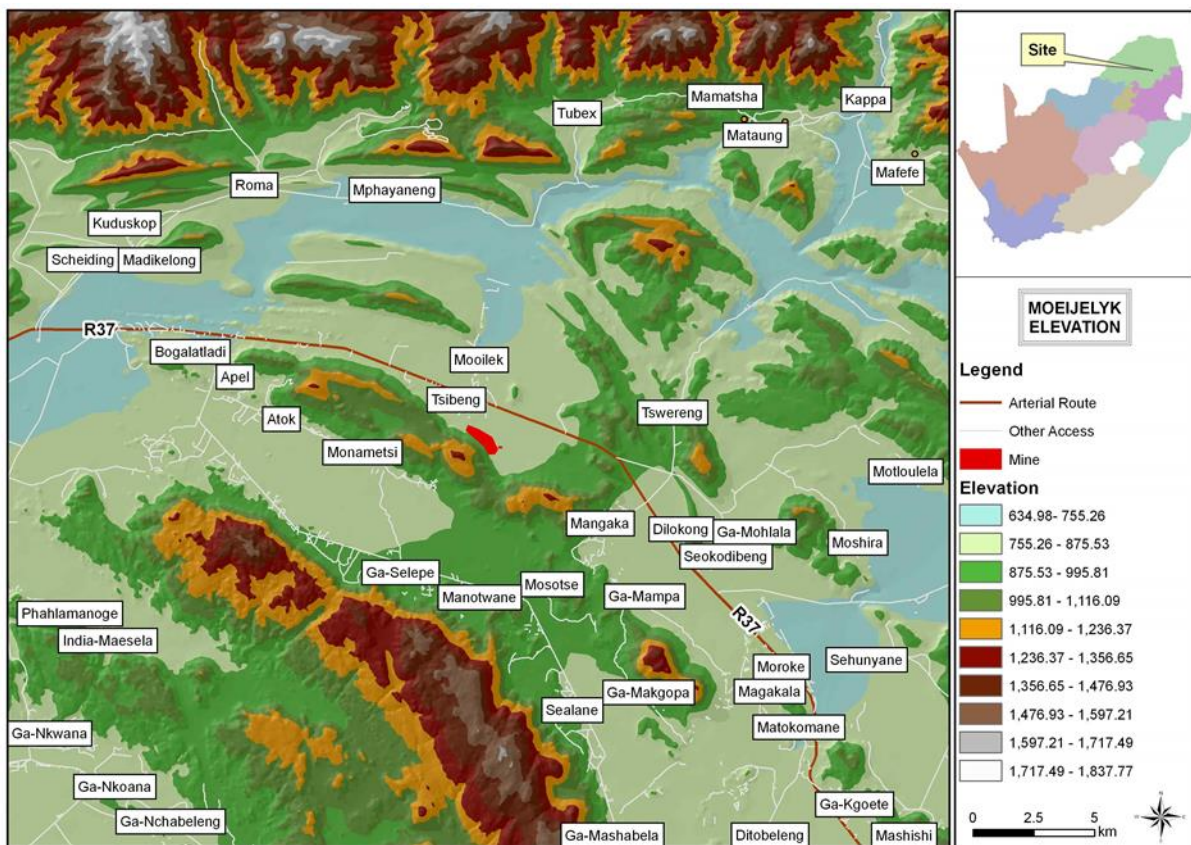 Mamatsha
Kappa
Tubex
Mataung
Mafefe
Roma
Mphayaneng
Kuduskop
Scheiding
Madikelong
R37
Bogalatladi
Mooilek
Apel
Tsibeng
Atok
Tswereng
Monametsi
Motloulela
Mangaka
Dilokong
Ga-Mohlala
Moshira
Seokodibeng
Ga-Selepe
Mosotse
Manotwane
Ga-Mampa
Phahlamanoge
R37
India-Maesela
Moroke
Sehunyane
Ga-Makgopa
Magakala
Sealane
Matokomane
Ga-Nkwana
Ga-Nkoana
Ga-Kgoete
Ga-Nchabeleng
Ga-Mashabela
Ditobeleng
Mashishi
Site
MOEIJELYK
ELEVATION
Legend
Arterial Route
Other Access
Mine
Elevation
634.98- 755.26
755.26 - 875.53
875.53 - 995.81
995.81 - 1,116.09
1,116.09 - 1,236.37
1,236.37 - 1,356.65
1,356.65 - 1,476.93
1,476.93 - 1,597.21
1,597.21 - 1,717.49
1,717.49 - 1,837.77
0 2.5 5
km